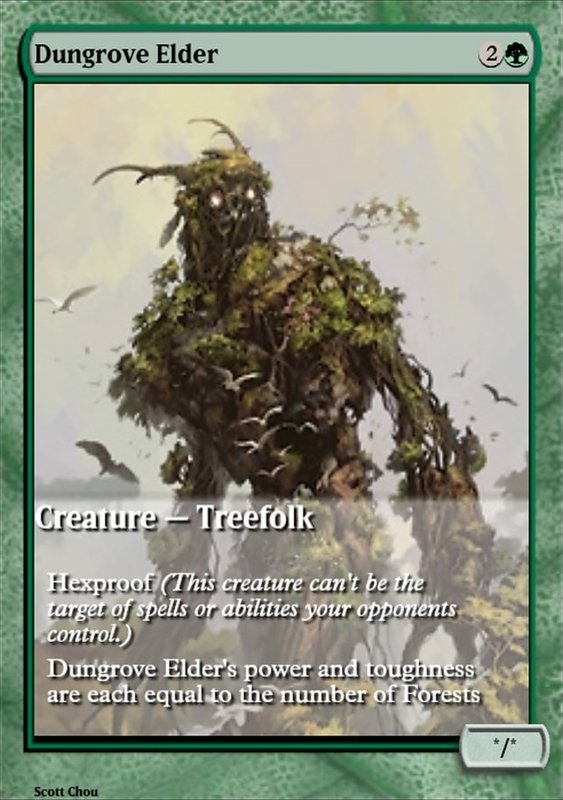 Dungrove Elder 2
Creature – Treefolk
Hexproof (This creature can't be the
target of spells or abilities your opponents
control.)
Dungrove Elder's power and toughness
are each equal to the number of Forests
*/*
Scott Chou